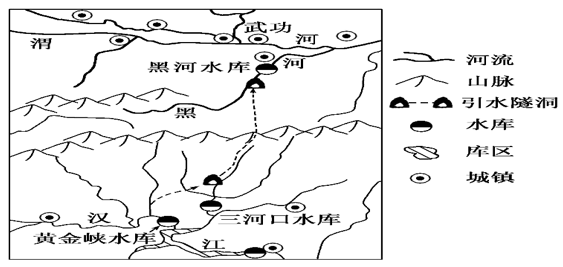 武功
渭 河
黑河水库 河
黑
汉 三河口水库
黄金峡水库 江
河流
山脉
引水隧洞
水库
库区
城镇